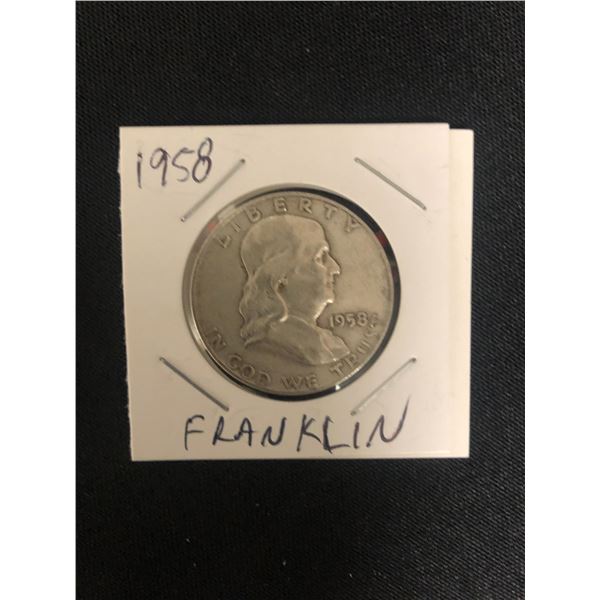 1958
LIBERTY
1958
IN GOD WE TRUST
FRANKLIN